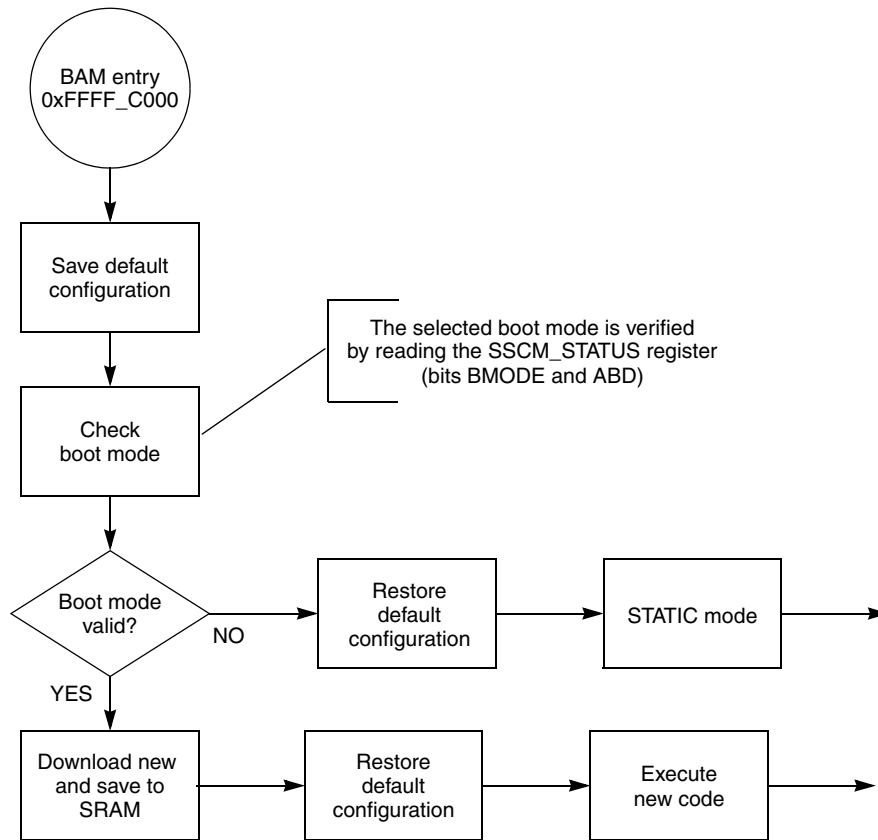 BAM entry
0xFFFF_C000
Save default
configuration
The selected boot mode is verified
by reading the SSCM_STATUS register
(bits BMODE and ABD)
Check
boot mode
Boot mode
valid?
NO
Restore
default
configuration
STATIC mode
YES
Download new
and save to
SRAM
Restore
default
configuration
Execute
new code